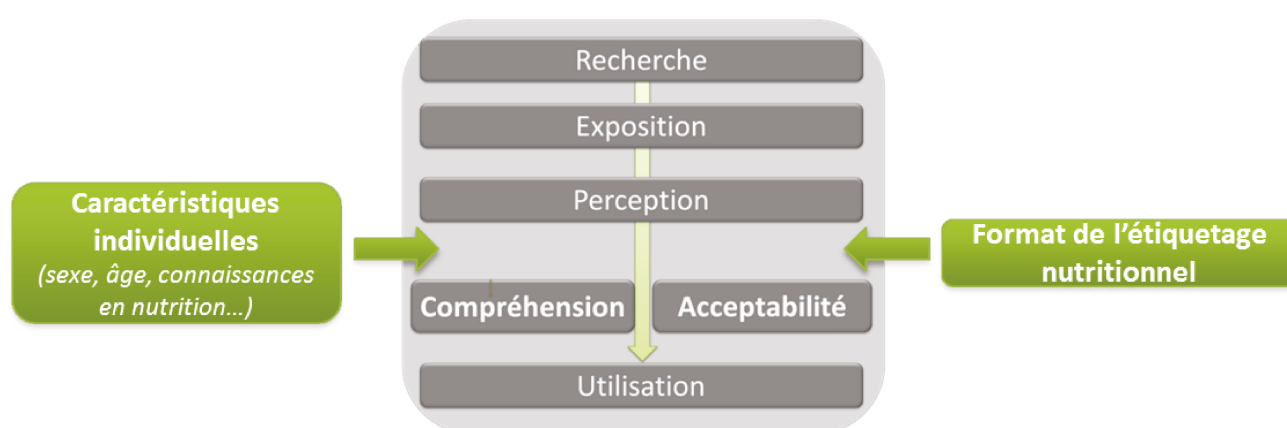 Recherche
Exposition
Perception
Caractéristiques
individuelles
(sexe, âge, connaissances
en nutrition...)
Format de l'étiquetage
nutritionnel
Compréhension
Acceptabilité
Utilisation